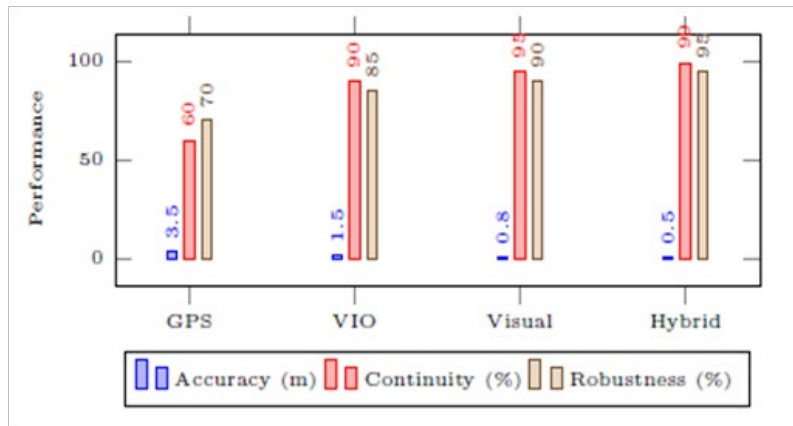 Performance
100
50
0
3.5 60 70
1.5 90 85
0.8 95 90
0.5 99 95
GPS VIO Visual Hybrid
Accuracy (m) Continuity (%) Robustness (%)